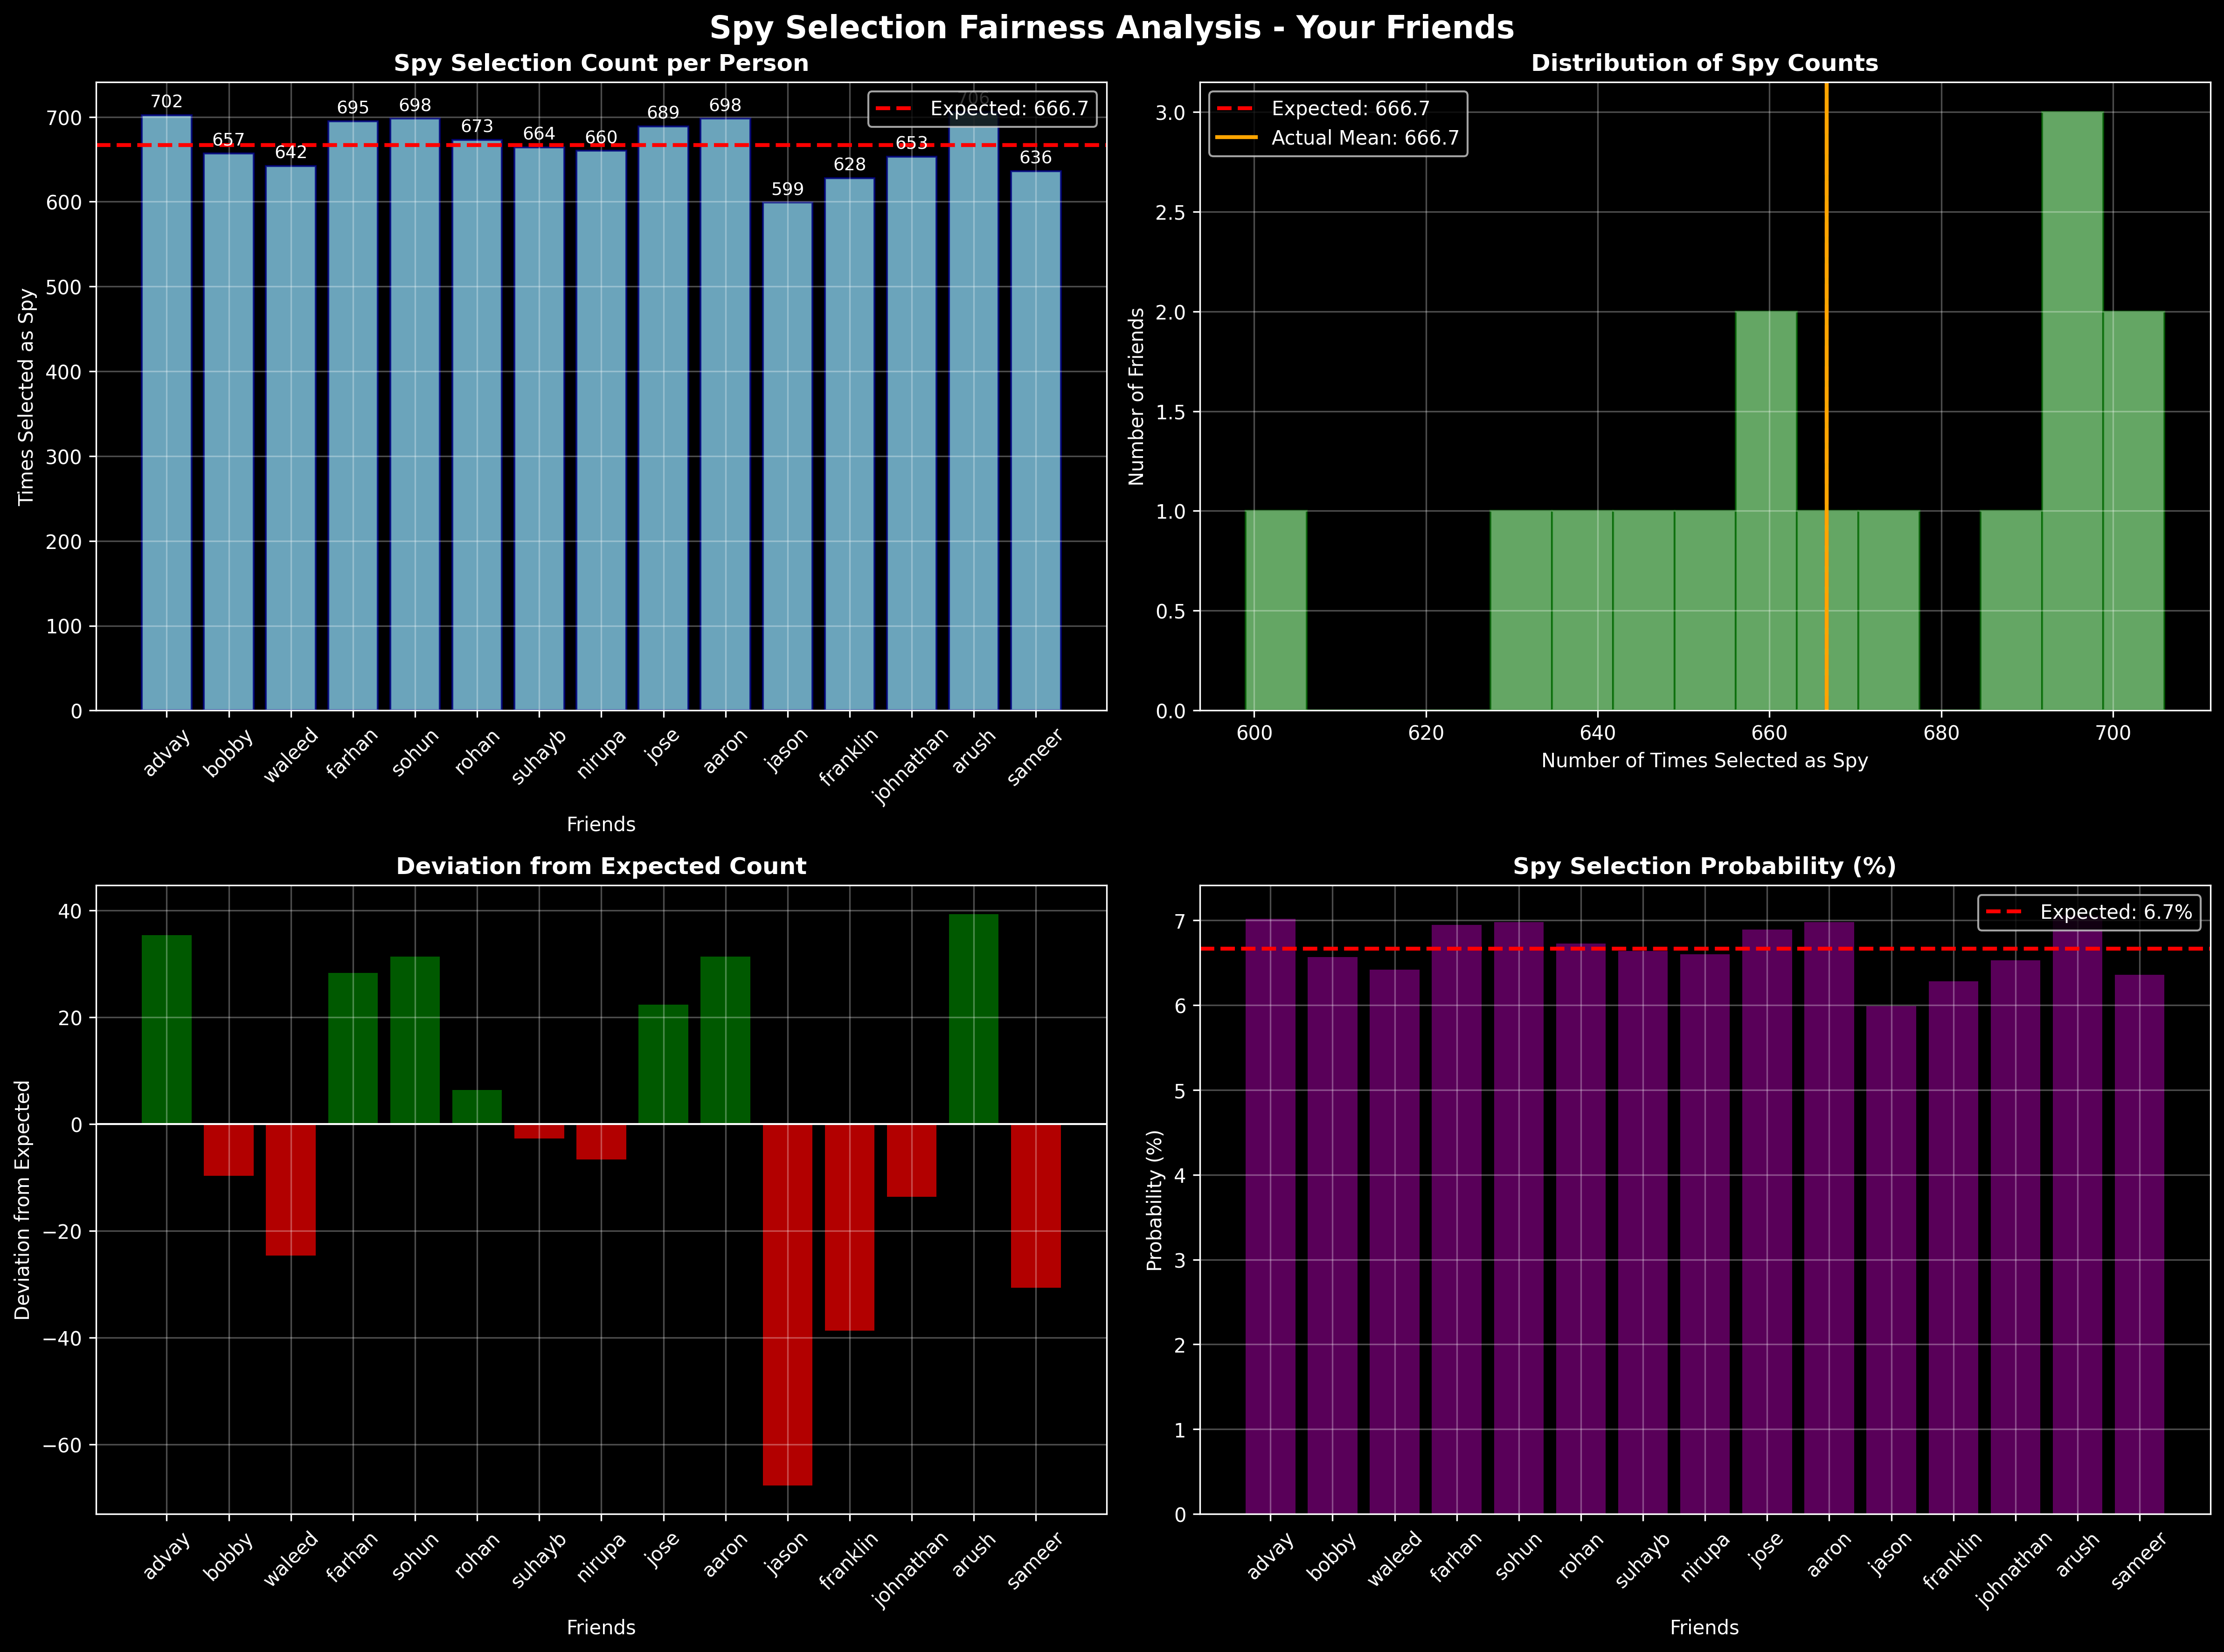 Spy Selection Fairness Analysis - Your Friends
Spy Selection Count per Person
Times Selected as Spy
700
600
500
400
300
200
100
0
702
657
642
695
698
673
664
660
689
698
599
628
653
706
636
Expected: 666.7
advay
bobby
waleed
farhan
sohun
rohan
suhayb
nirupa
jose
aaron
jason
franklin
johnathan
arush
sameer
Friends
Distribution of Spy Counts
Expected: 666.7
Actual Mean: 666.7
Number of Friends
3.0
2.5
2.0
1.5
1.0
0.5
0.0
600
620
640
660
680
700
Number of Times Selected as Spy
Deviation from Expected Count
Deviation from Expected
40
20
0
−20
−40
−60
advay
bobby
waleed
farhan
sohun
rohan
suhayb
nirupa
jose
aaron
jason
franklin
johnathan
arush
sameer
Friends
Spy Selection Probability (%)
Expected: 6.7%
Probability (%)
7
6
5
4
3
2
1
0
advay
bobby
waleed
farhan
sohun
rohan
suhayb
nirupa
jose
aaron
jason
franklin
johnathan
arush
sameer
Friends